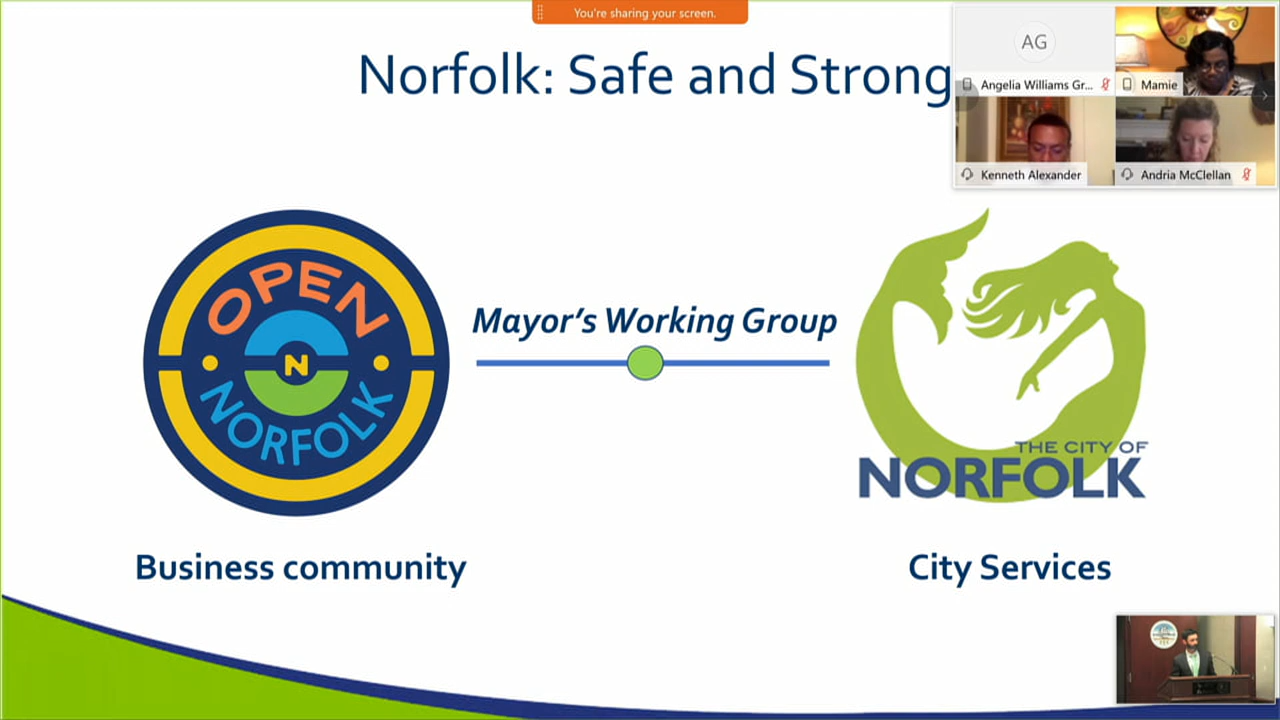 You're sharing your screen.
Norfolk: Safe and Strong
AG
Angelia Williams Gr...
Mamie
Kenneth Alexander
Andria McClellan
OPEN
N
NORFOLK
Mayor's Working Group
THE CITY OF
NORFOLK
Business community
City Services